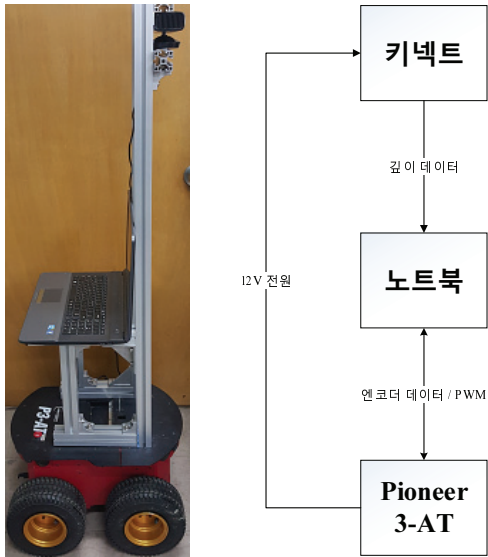 P3-AT
키넥트
깊이 데이터
노트북
12V 전원
엔코더 데이터 / PWM
Pioneer
3-AT